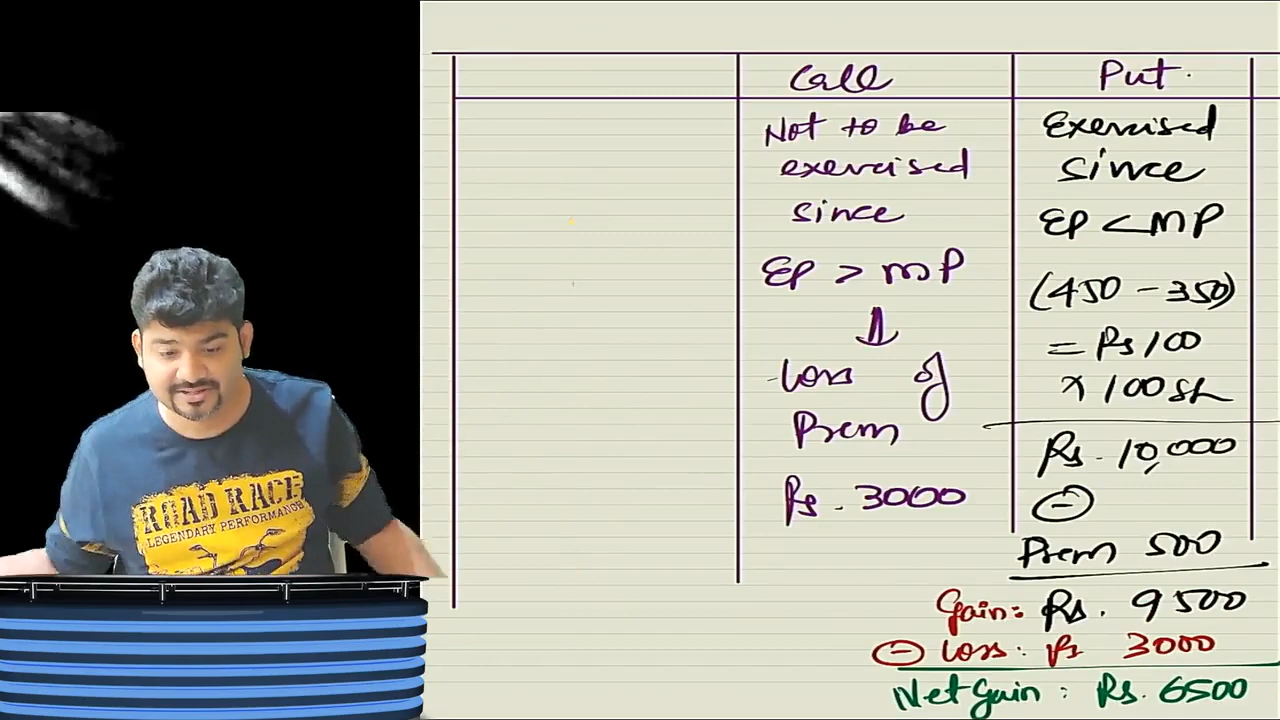 Call
Not to be
exercised
since
EP > MP
↓
Loss of
Prem
Rs. 3000
Put.
Exercised
since
EP < MP
(450 - 350)
= Rs 100
x 100 sh
Rs. 10,000
-
Prem 500
Gain: Rs. 9500
- Loss: Rs 3000
Net Gain: Rs. 6500
ROAD RACE
LEGENDARY PERFORMANCE